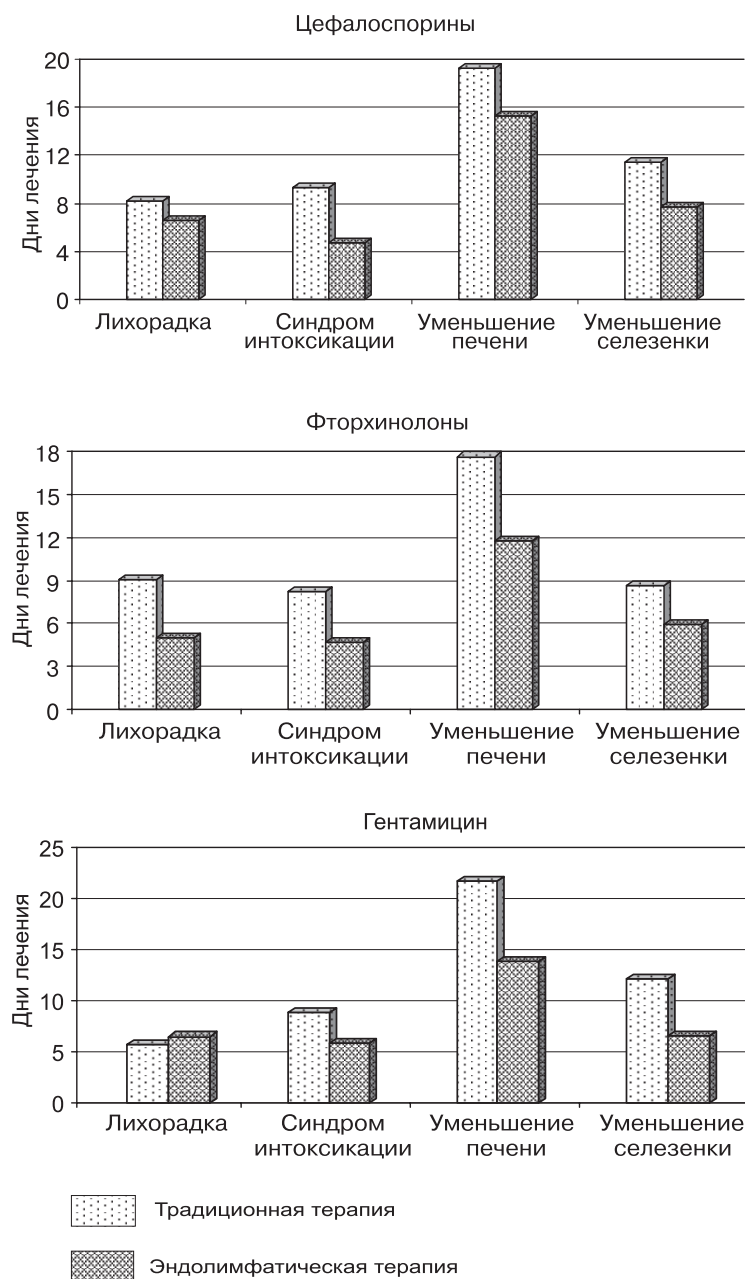 Цефалоспорины
Дни лечения
20
16
12
8
4
0
Лихорадка
Синдром
интоксикации
Уменьшение
печени
Уменьшение
селезенки
Фторхинолоны
Дни лечения
18
15
12
9
6
3
0
Лихорадка
Синдром
интоксикации
Уменьшение
печени
Уменьшение
селезенки
Гентамицин
Дни лечения
25
20
15
10
5
0
Лихорадка
Синдром
интоксикации
Уменьшение
печени
Уменьшение
селезенки
Традиционная терапия
Эндолимфатическая терапия